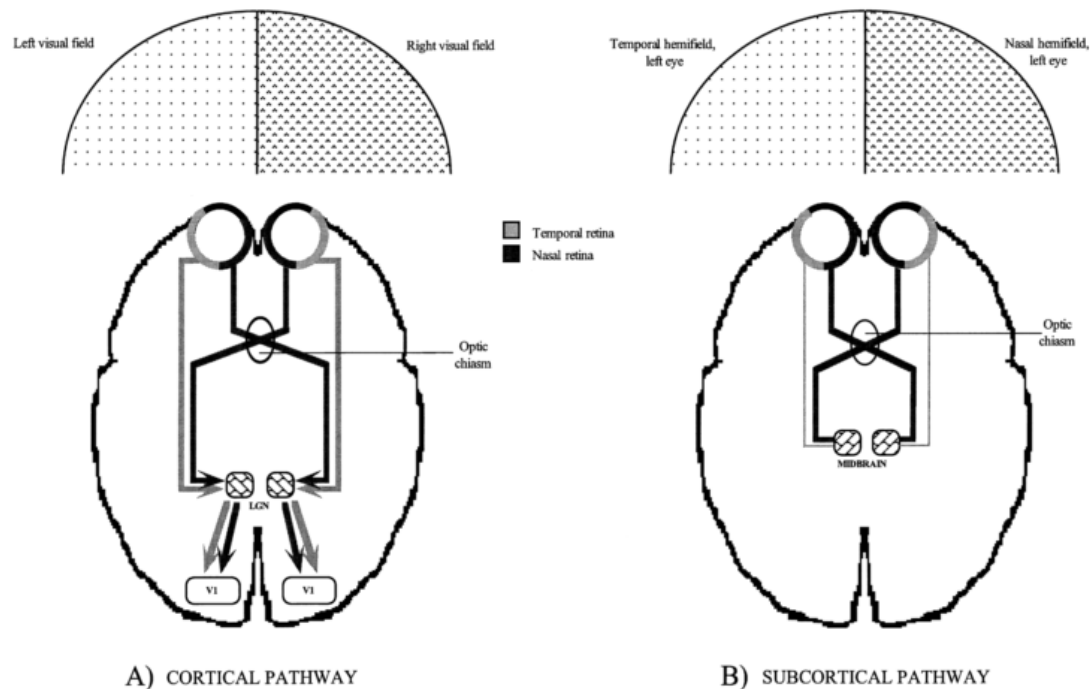 Left visual field
Right visual field
Temporal hemifield,
left eye
Nasal hemifield,
left eye
Temporal retina
Nasal retina
Optic
chiasm
Optic
chiasm
LGN
MIDBRAIN
V1
V1
A) CORTICAL PATHWAY
B) SUBCORTICAL PATHWAY